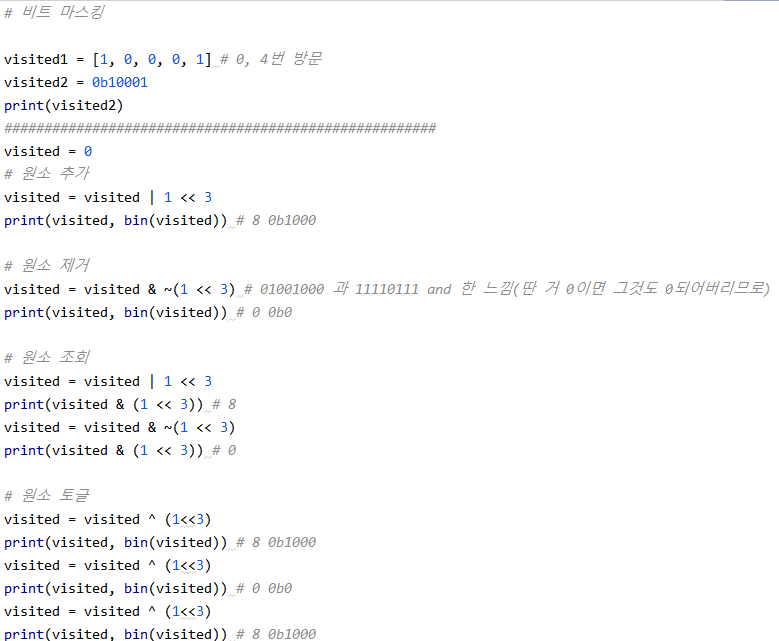 # 비트 마스킹
visited1 = [1, 0, 0, 0, 1] # 0, 4번 방문
visited2 = 0b10001
print(visited2)
######################################################
visited = 0
# 원소 추가
visited = visited | 1 << 3
print(visited, bin(visited)) # 8 0b1000
# 원소 제거
visited = visited & ~(1 << 3) # 01001000 과 11110111 and 한 느낌(딴 거 0이면 그것도 0되어버리므로)
print(visited, bin(visited)) # 0 0b0
# 원소 조회
visited = visited | 1 << 3
print(visited & (1 << 3)) # 8
visited = visited & ~(1 << 3)
print(visited & (1 << 3)) # 0
# 원소 토글
visited = visited ^ (1<<3)
print(visited, bin(visited)) # 8 0b1000
visited = visited ^ (1<<3)
print(visited, bin(visited)) # 0 0b0
visited = visited ^ (1<<3)
print(visited, bin(visited)) # 8 0b1000